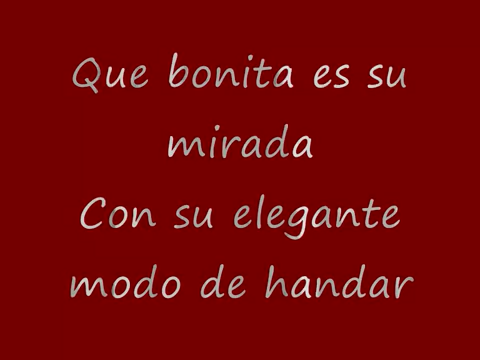 Que bonita es su
mirada
Con su elegante
modo de handar